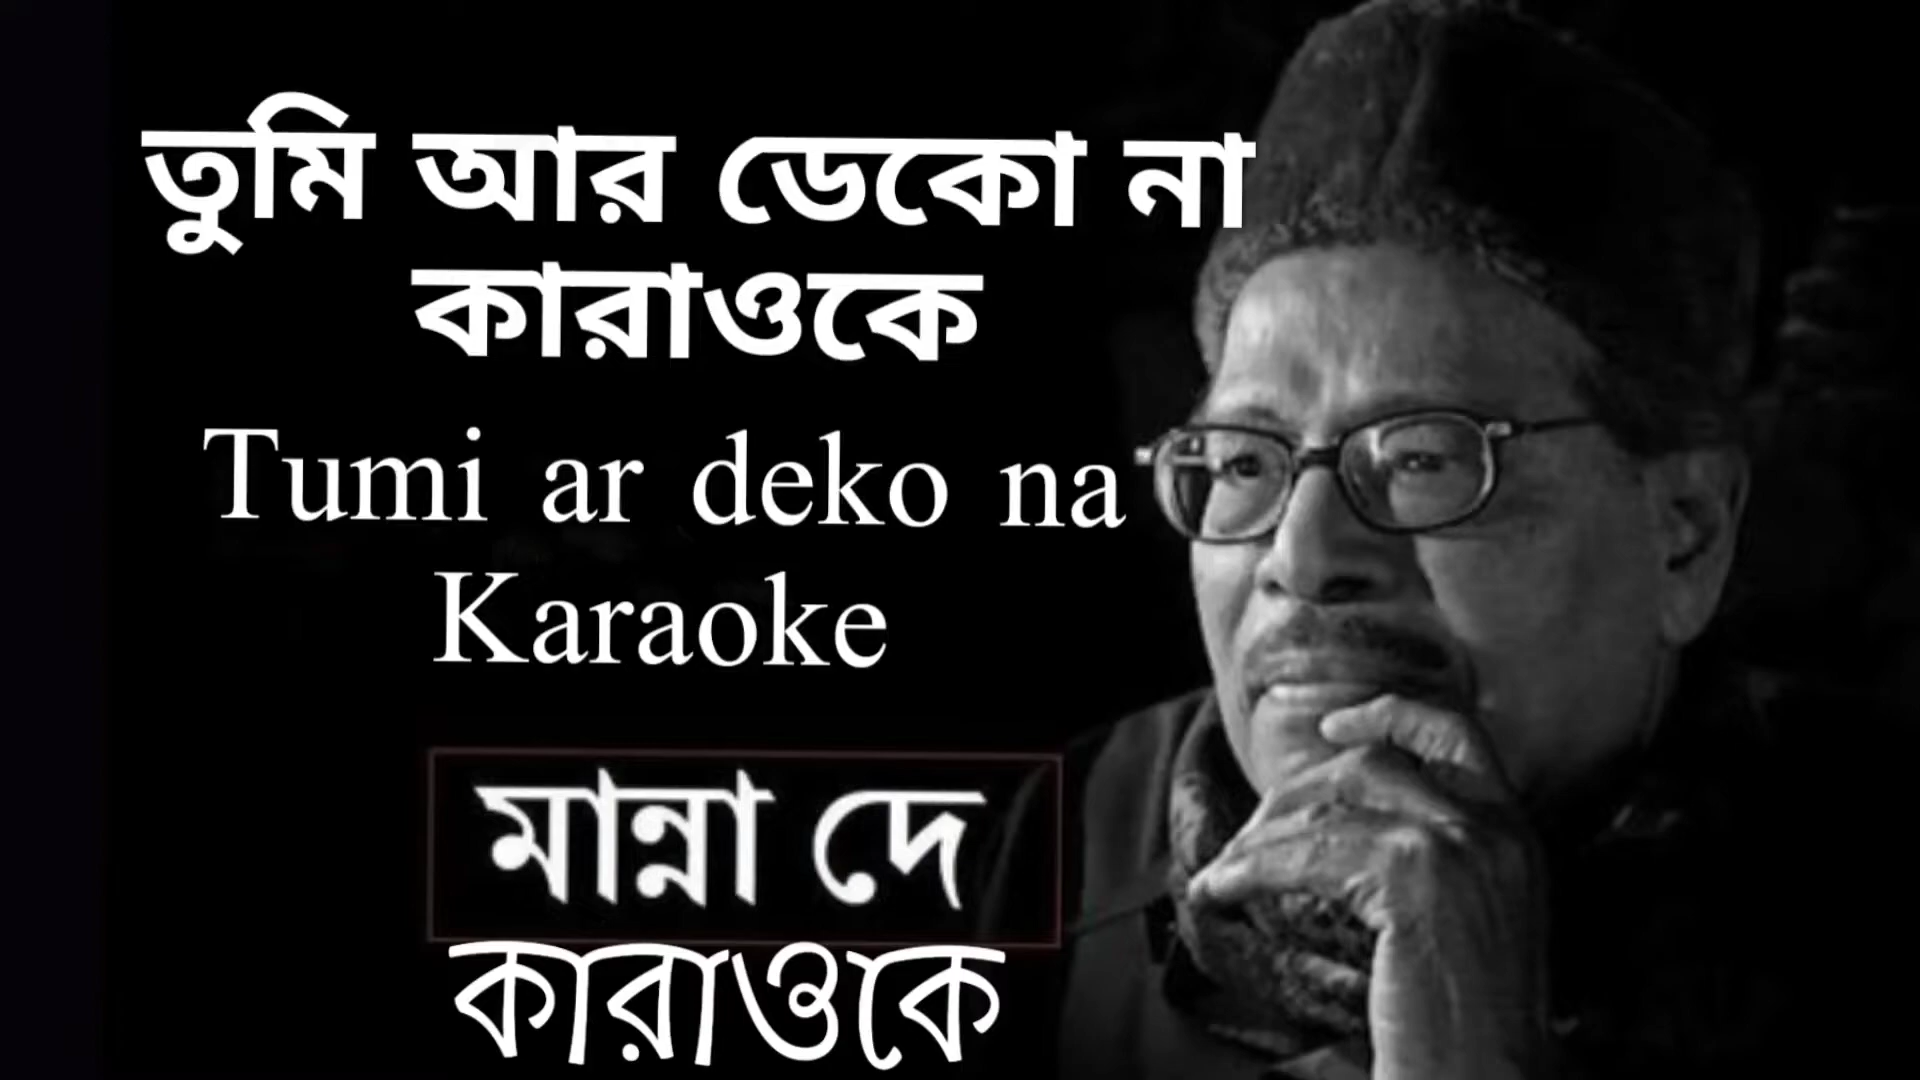 তুমি আর ডেকো না
কারাওকে
Tumi ar deko na
Karaoke
মান্না দে
কারাওকে